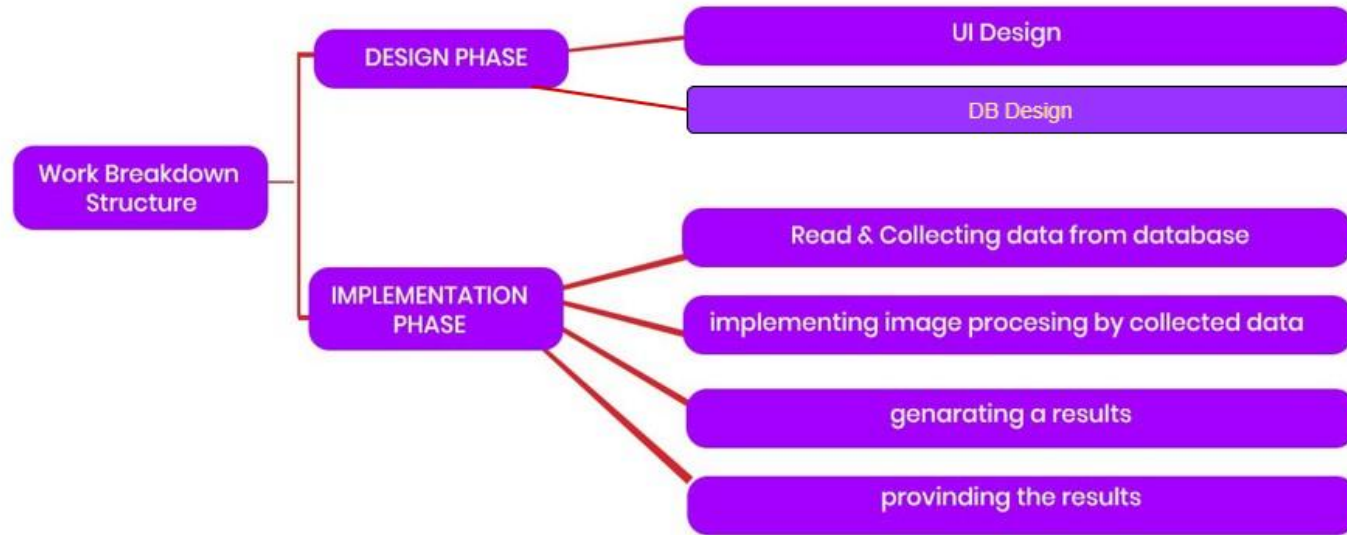 Work Breakdown
Structure
DESIGN PHASE
UI Design
DB Design
IMPLEMENTATION
PHASE
Read & Collecting data from database
implementing image procesing by collected data
genarating a results
provinding the results